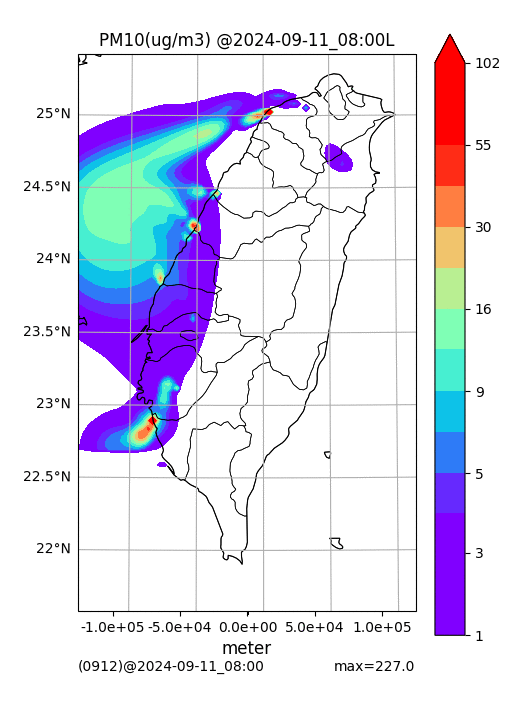 PM10(ug/m3) @2024-09-11_08:00L
102
25°N
55
24.5°N
30
24°N
16
23.5°N
9
23°N
5
22.5°N
3
22°N
1
-1.0e+05 -5.0e+04 0.0e+00 5.0e+04 1.0e+05
meter
(0912)@2024-09-11_08:00 max=227.0